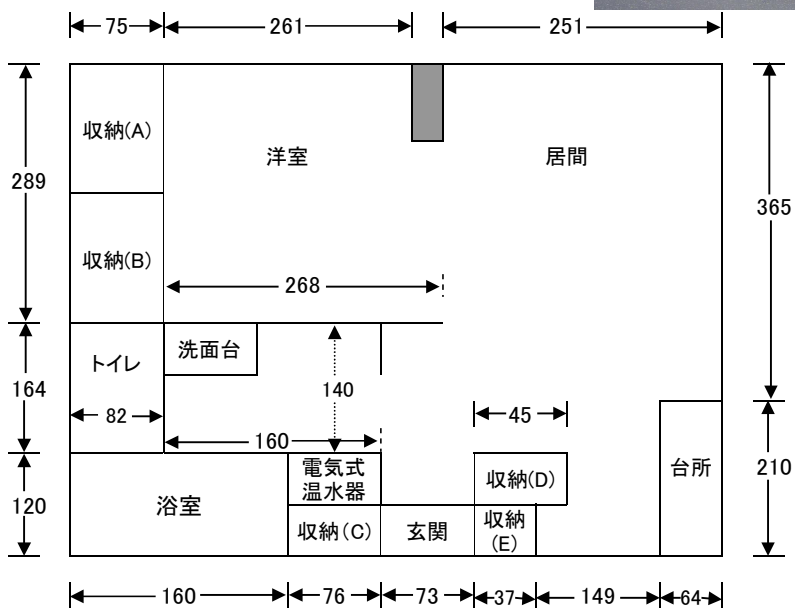 75
261
251
収納(A)
洋室
居間
289
365
収納(B)
268
トイレ
洗面台
164
140
82
45
160
電気式
温水器
収納(D)
台所
210
120
浴室
収納(C)
玄関
収納
(E)
160
76
73
37
149
64